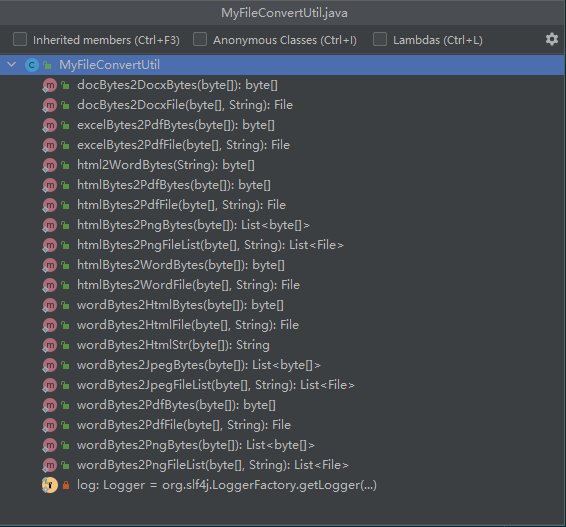 MyFileConvertUtil.java
Inherited members (Ctrl+F3) Anonymous Classes (Ctrl+I) Lambdas (Ctrl+L)
C MyFileConvertUtil
m docBytes2DocxBytes(byte[]): byte[]
m docBytes2DocxFile(byte[], String): File
m excelBytes2PdfBytes(byte[]): byte[]
m excelBytes2PdfFile(byte[], String): File
m html2WordBytes(String): byte[]
m htmlBytes2PdfBytes(byte[]): byte[]
m htmlBytes2PdfFile(byte[], String): File
m htmlBytes2PngBytes(byte[]): List<byte[]>
m htmlBytes2PngFileList(byte[], String): List<File>
m htmlBytes2WordBytes(byte[]): byte[]
m htmlBytes2WordFile(byte[], String): File
m wordBytes2HtmlBytes(byte[]): byte[]
m wordBytes2HtmlFile(byte[], String): File
m wordBytes2HtmlStr(byte[]): String
m wordBytes2JpegBytes(byte[]): List<byte[]>
m wordBytes2JpegFileList(byte[], String): List<File>
m wordBytes2PdfBytes(byte[]): byte[]
m wordBytes2PdfFile(byte[], String): File
m wordBytes2PngBytes(byte[]): List<byte[]>
m wordBytes2PngFileList(byte[], String): List<File>
log: Logger = org.slf4j.LoggerFactory.getLogger(...)